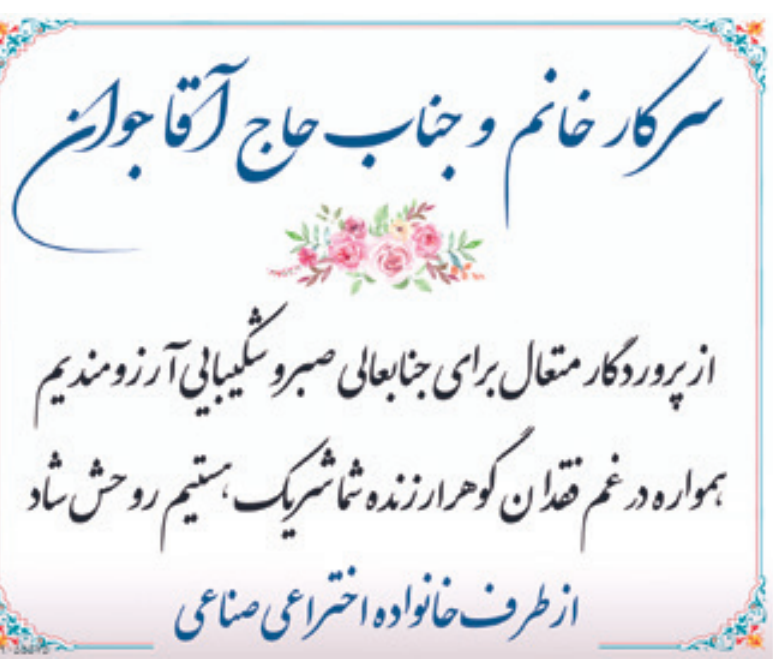 سرکار خانم و جناب حاج آقا جوان
از پروردگار متعال برای جنابعالی صبر و شکیبایی آرزومندیم
همواره در غم فقدان گوهر ارزنده شما شریک هستیم روحش شاد
از طرف خانواده اختراعی صناعی